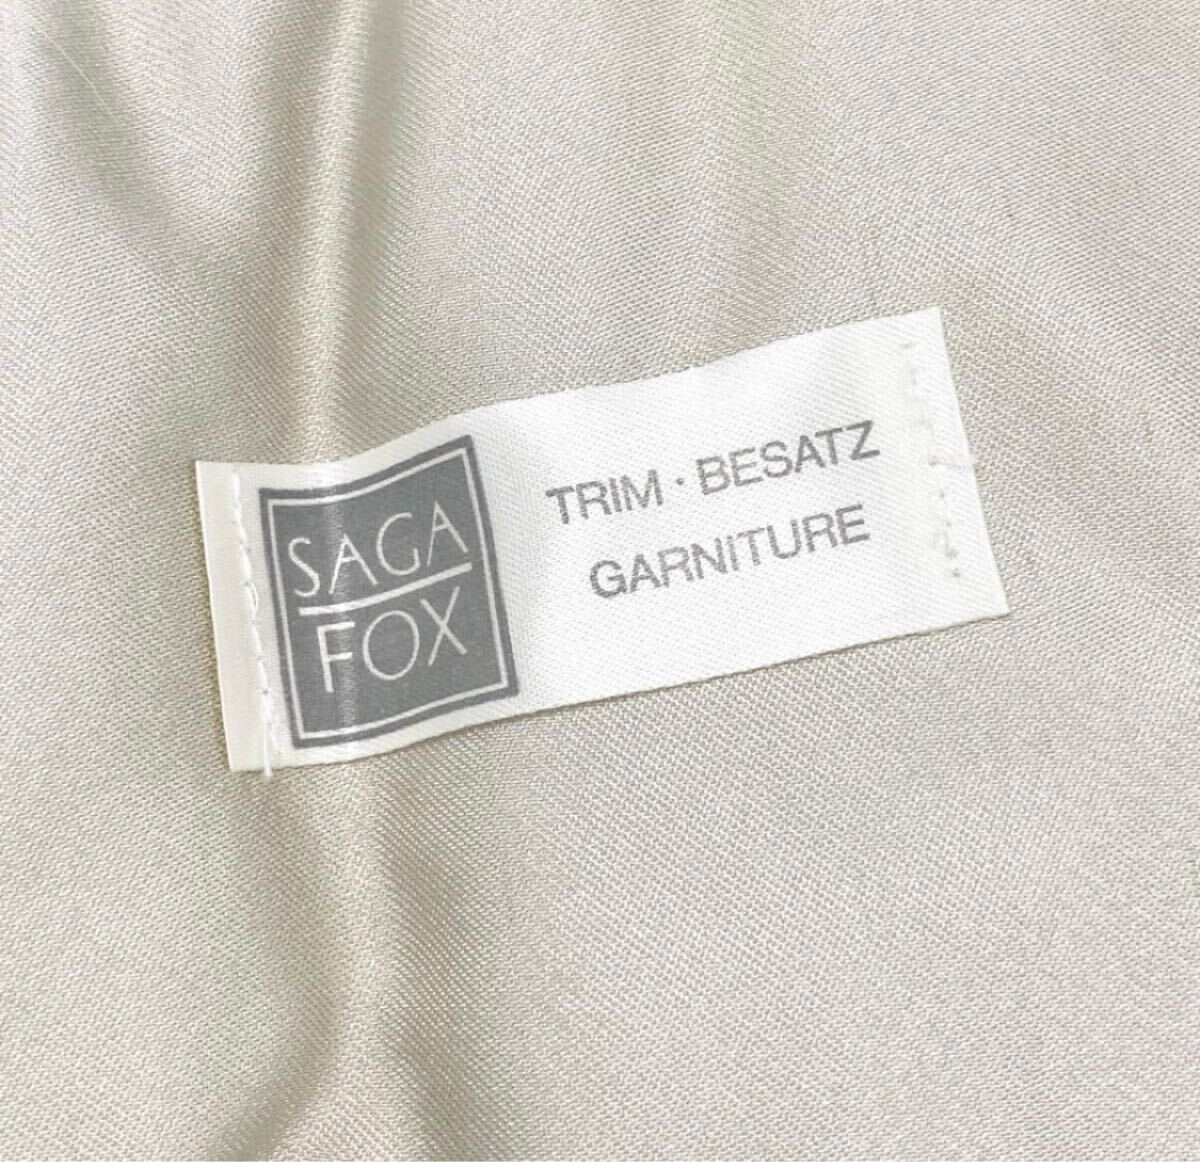 SAGA
FOX
TRIM · BESATZ
GARNITURE